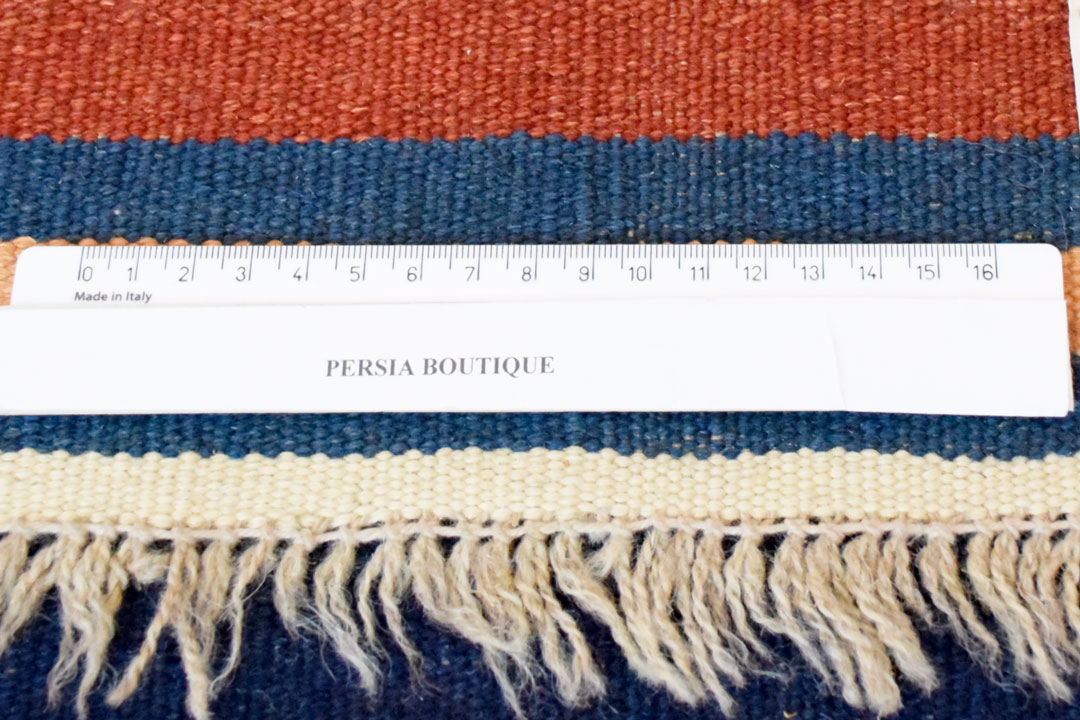 0 1 2 3 4 5 6 7 8 9 10 11 12 13 14 15 16
Made in Italy
PERSIA BOUTIQUE